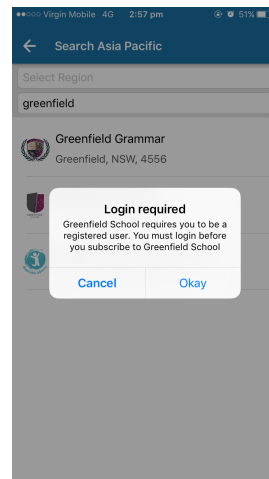 Virgin Mobile 4G 2:57 pm 51%
Search Asia Pacific
Select Region
greenfield
Greenfield Grammar
Greenfield, NSW, 4556
Login required
Greenfield School requires you to be a
registered user. You must login before
you subscribe to Greenfield School
Cancel Okay